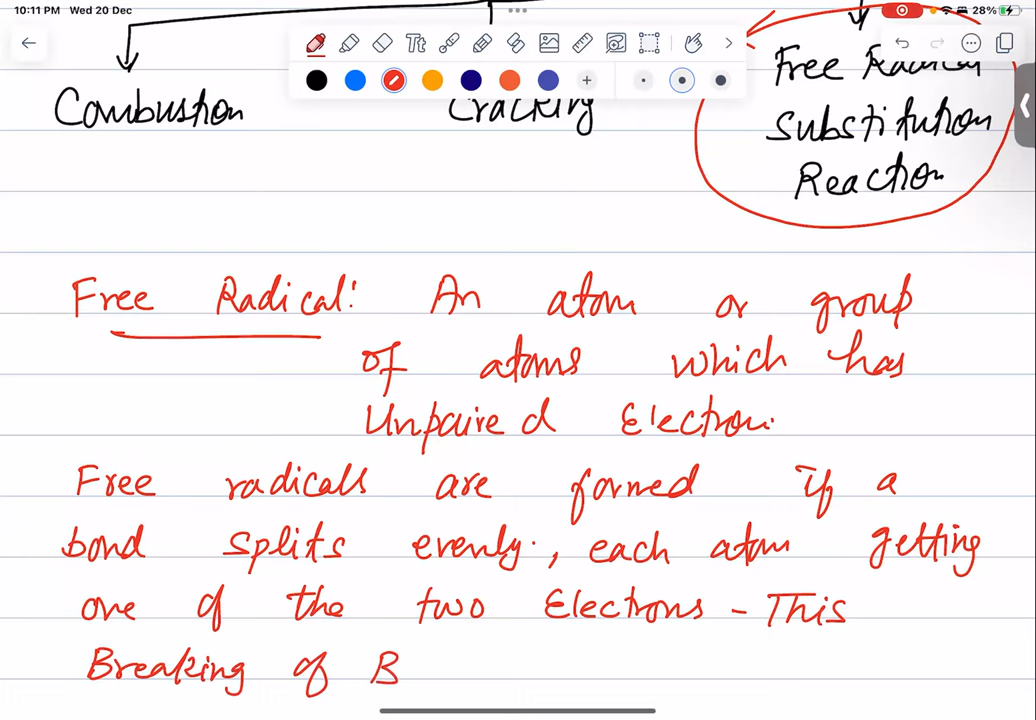 10:11 PM Wed 20 Dec
28%
Tt
Combustion
Cracking
Free Radical
Substitution
Reaction
Free Radical: An atom or group
of atoms which has
Unpaired Electron.
Free radicals are formed if a
bond splits evenly, each atom getting
one of the two Electrons - This
Breaking of B